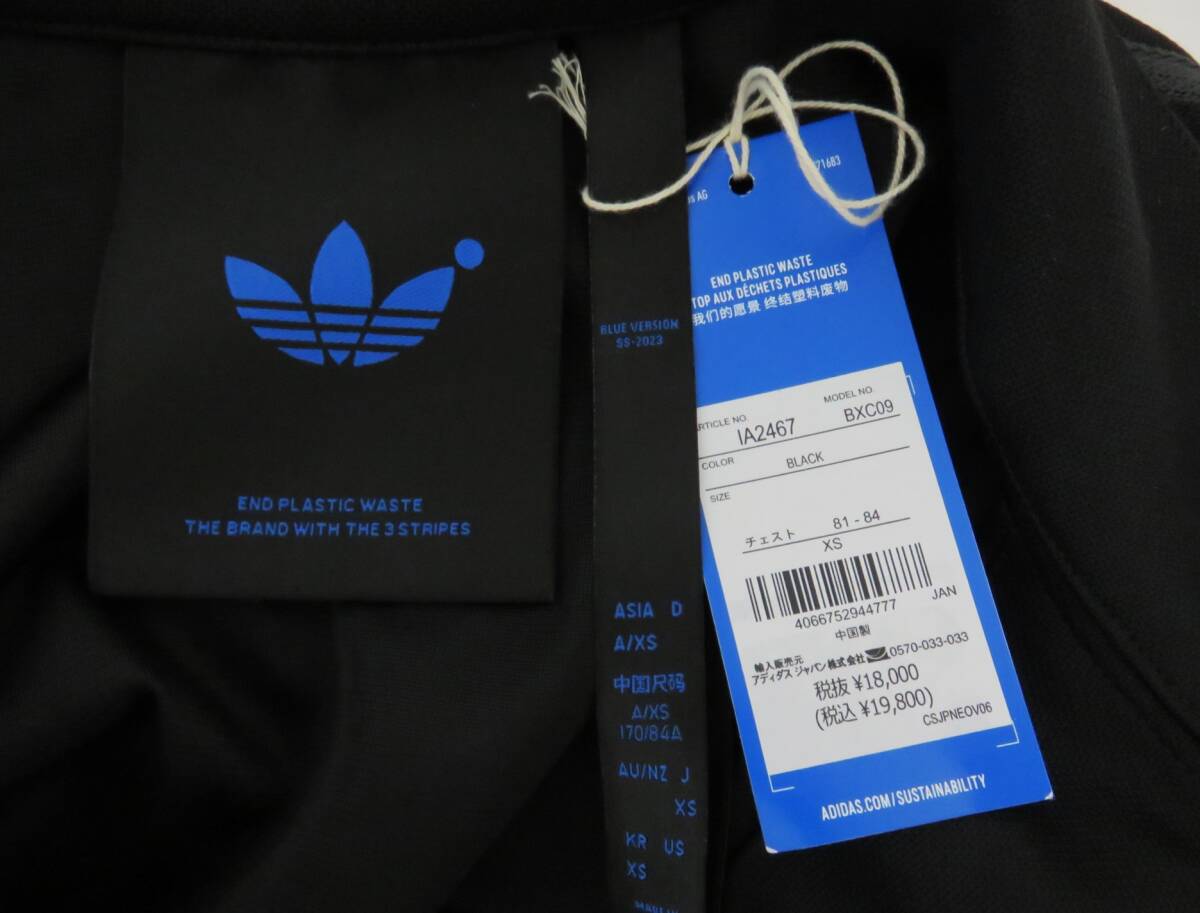 END PLASTIC WASTE
THE BRAND WITH THE 3 STRIPES
BLUE VERSION
SS-2023
ASIA D
A/XS
中国尺码
A/XS
170/84A
AU/NZ J
XS
KR US
XS
AG
71683
END PLASTIC WASTE
TOP AUX DÉCHETS PLASTIQUES
我们的愿景 终结塑料废物
ARTICLE NO. MODEL NO.
IA2467 BXC09
COLOR BLACK
SIZE
チェスト 81 - 84
XS
4066752944777 JAN
中国製
輸入販売元
アディダス ジャパン株式会社 0570-033-033
税抜 ¥18,000
(税込 ¥19,800)
CSJPNEOV06
ADIDAS.COM/SUSTAINABILITY